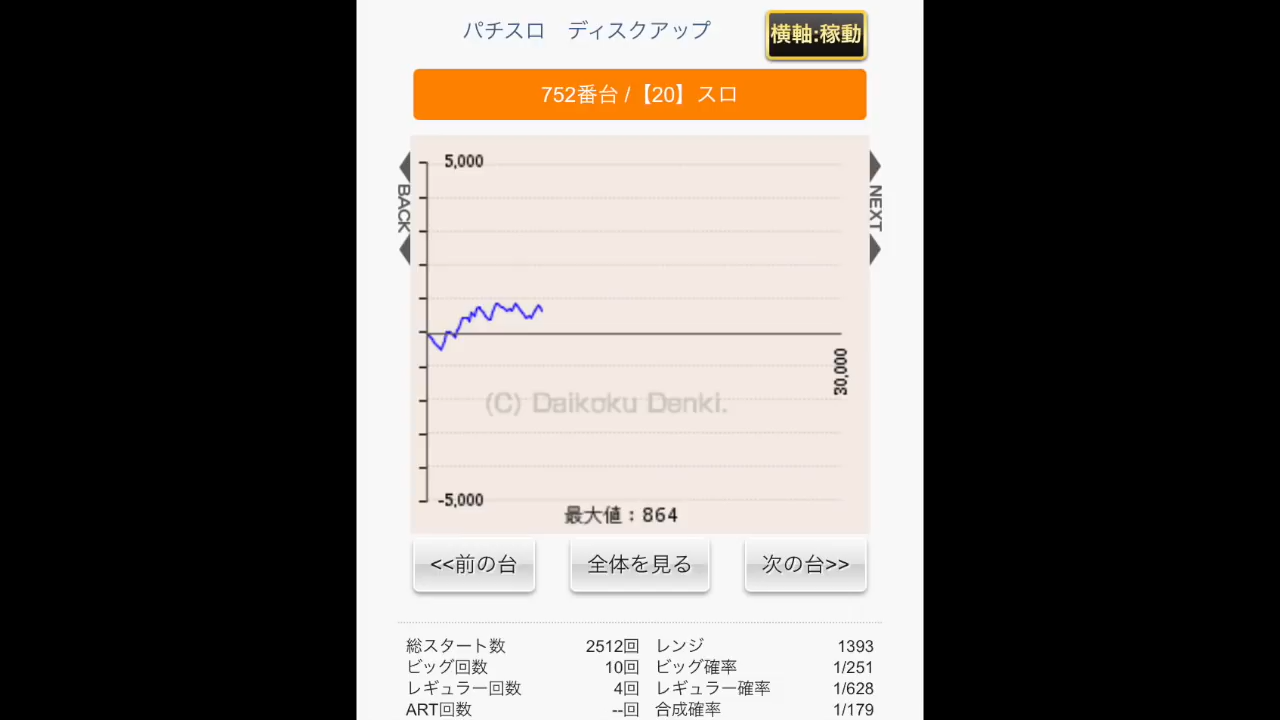 パチスロ　ディスクアップ
横軸:稼動
752番台 /【20】スロ
5,000
BACK
NEXT
30,000
(C) Daikoku Denki.
-5,000
最大値：864
<<前の台
全体を見る
次の台>>
総スタート数 2512回 レンジ 1393
ビッグ回数 10回 ビッグ確率 1/251
レギュラー回数 4回 レギュラー確率 1/628
ART回数 --回 合成確率 1/179